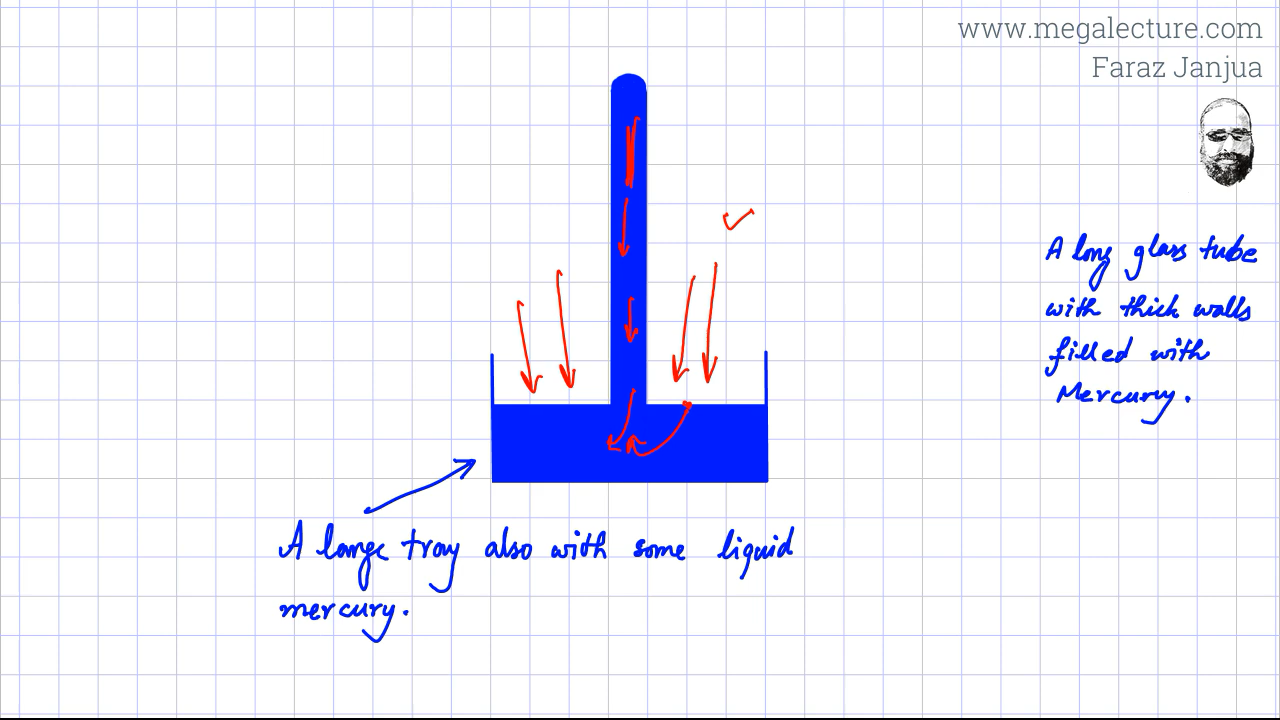 www.megalecture.com
Faraz Janjua
A long glass tube
with thick walls
filled with
Mercury.
A large tray also with some liquid
mercury.